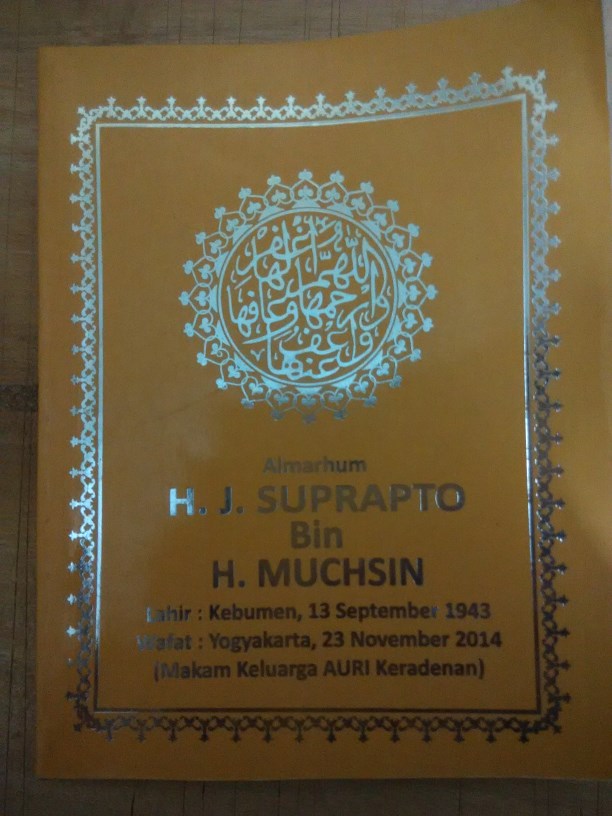 اللهم اغفر لها وارحمها وعافها واعف عنها
Almarhum
H. J. SUPRAPTO
Bin
H. MUCHSIN
Lahir : Kebumen, 13 September 1943
Wafat : Yogyakarta, 23 November 2014
(Makam Keluarga AURI Keradenan)